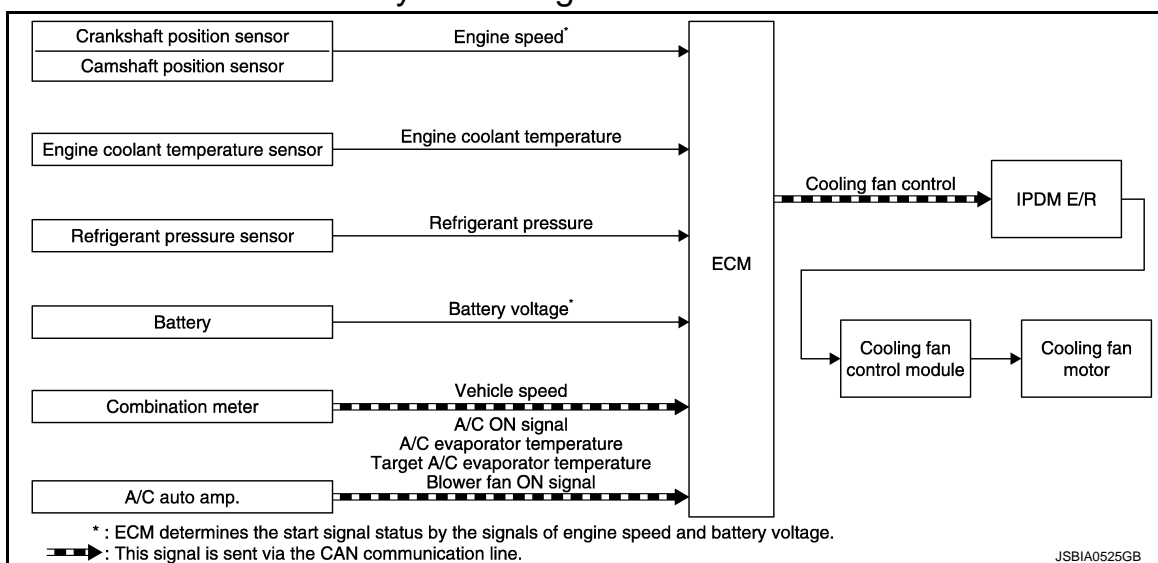 Crankshaft position sensor
Camshaft position sensor
Engine speed*
Engine coolant temperature sensor
Engine coolant temperature
Refrigerant pressure sensor
Refrigerant pressure
Battery
Battery voltage*
Combination meter
Vehicle speed
A/C auto amp.
A/C ON signal
A/C evaporator temperature
Target A/C evaporator temperature
Blower fan ON signal
ECM
Cooling fan control
IPDM E/R
Cooling fan
control module
Cooling fan
motor
* : ECM determines the start signal status by the signals of engine speed and battery voltage.
: This signal is sent via the CAN communication line.
JSBIA0525GB